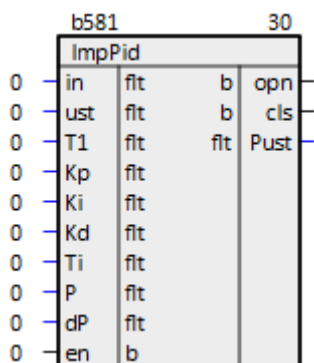 b581 30
ImpPid
0 in flt b opn
0 ust flt b cls
0 T1 flt flt Pust
0 Kp flt
0 Ki flt
0 Kd flt
0 Ti flt
0 P flt
0 dP flt
0 en b